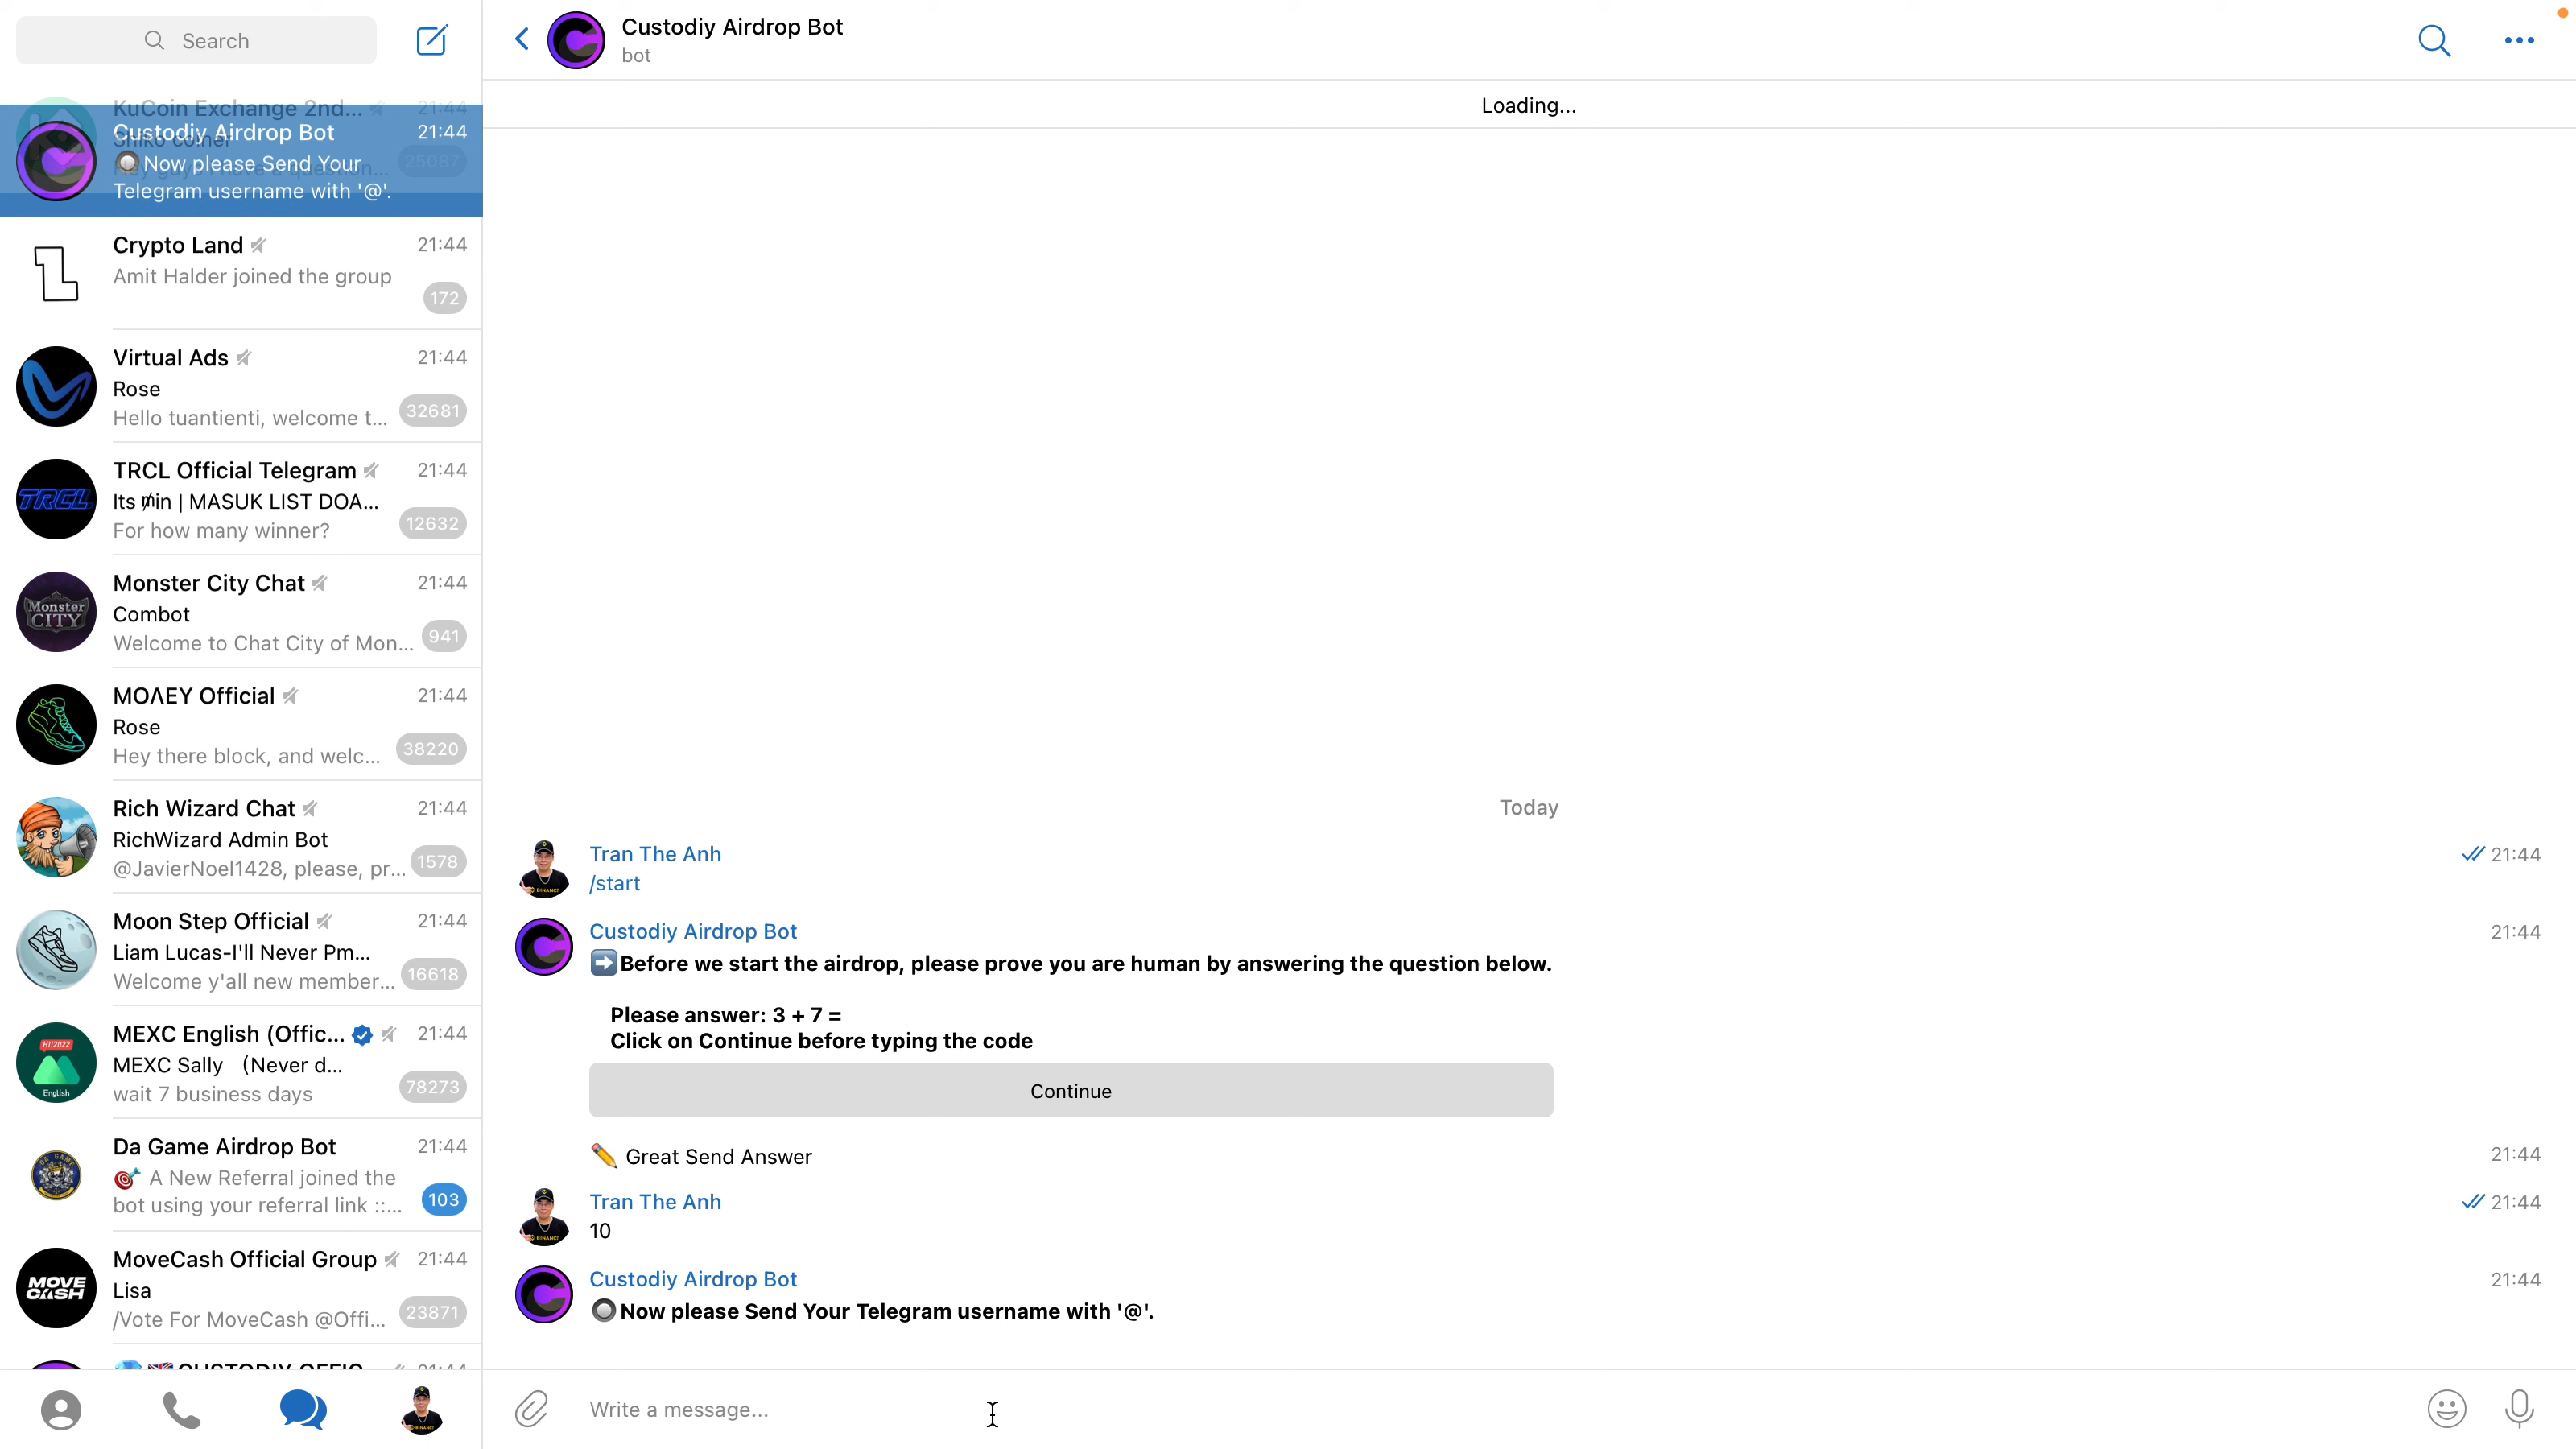 Search
KuCoin Exchange 2nd...
21:44
Custodiy Airdrop Bot
21:44
Now please Send Your
25087
Telegram username with '@'.
Crypto Land
21:44
Amit Halder joined the group
172
Virtual Ads
21:44
Rose
Hello tuantienti, welcome t...
32681
TRCL
TRCL Official Telegram
21:44
Its min | MASUK LIST DOA...
For how many winner?
12632
Monster
CITY
Monster City Chat
21:44
Combot
Welcome to Chat City of Mon...
941
MOΛEY Official
21:44
Rose
Hey there block, and welc...
38220
Rich Wizard Chat
21:44
RichWizard Admin Bot
@JavierNoel1428, please, pr...
1578
Moon Step Official
21:44
Liam Lucas-I'll Never Pm...
Welcome y'all new member...
16618
HI!2022
English
MEXC English (Offic...
21:44
MEXC Sally （Never d...
wait 7 business days
78273
Da Game Airdrop Bot
21:44
🎯 A New Referral joined the
bot using your referral link ::...
103
MOVE
CASH
MoveCash Official Group
21:44
Lisa
/Vote For MoveCash @Offi...
23871
Custodiy Airdrop Bot
bot
Loading...
Today
Tran The Anh
21:44
/start
Custodiy Airdrop Bot
21:44
➡️Before we start the airdrop, please prove you are human by answering the question below.
Please answer: 3 + 7 =
Click on Continue before typing the code
Continue
✏️ Great Send Answer
21:44
Tran The Anh
21:44
10
Custodiy Airdrop Bot
21:44
🔘Now please Send Your Telegram username with '@'.
Write a message...